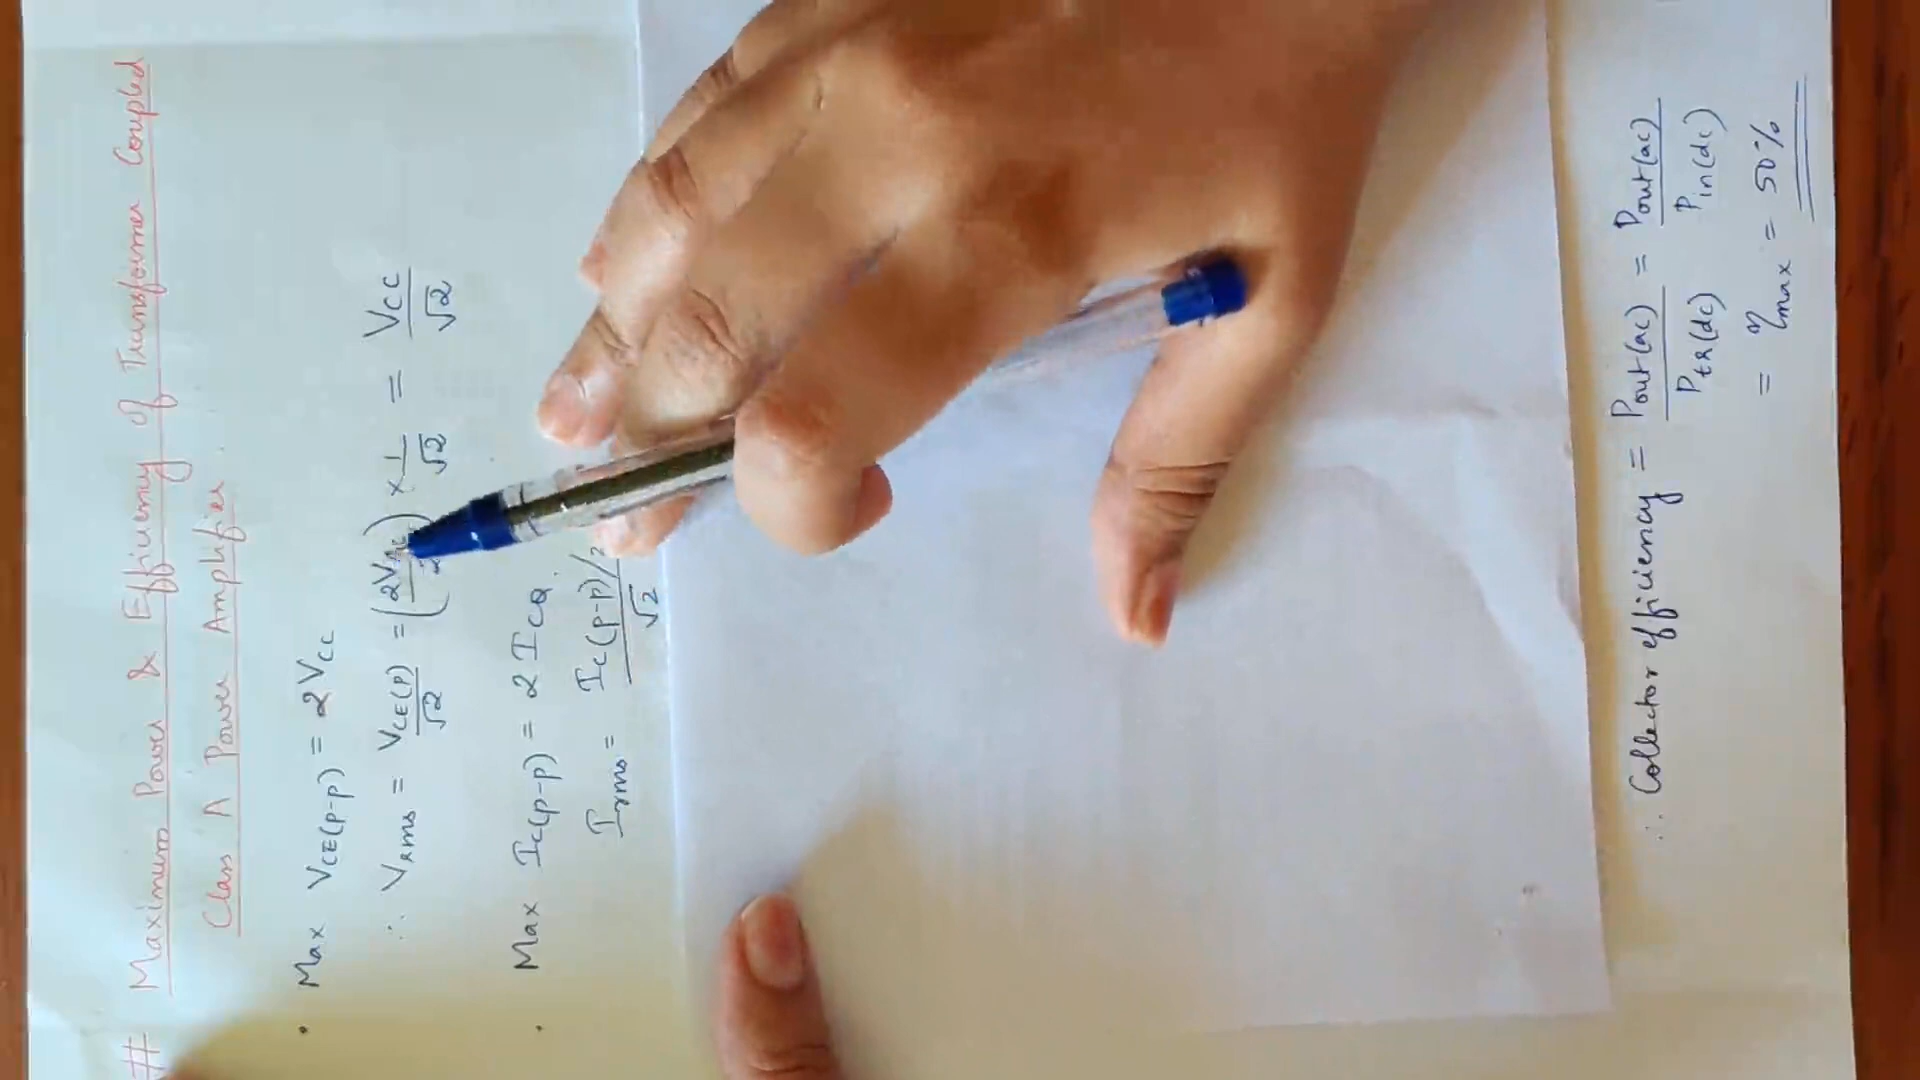 # Maximum Power & Efficiency of Transformer Coupled
Class A Power Amplifier.
• Max VCE(p-p) = 2VCC
∴ Vrms = VCE(p)/√2 = (2VCC/2) × 1/√2 = VCC/√2
• Max IC(p-p) = 2 ICQ.
Irms = IC(p-p)/2 / √2
∴ Collector efficiency = Pout(ac)/Ptr(dc) = Pout(ac)/Pin(dc)
= ηmax = 50%